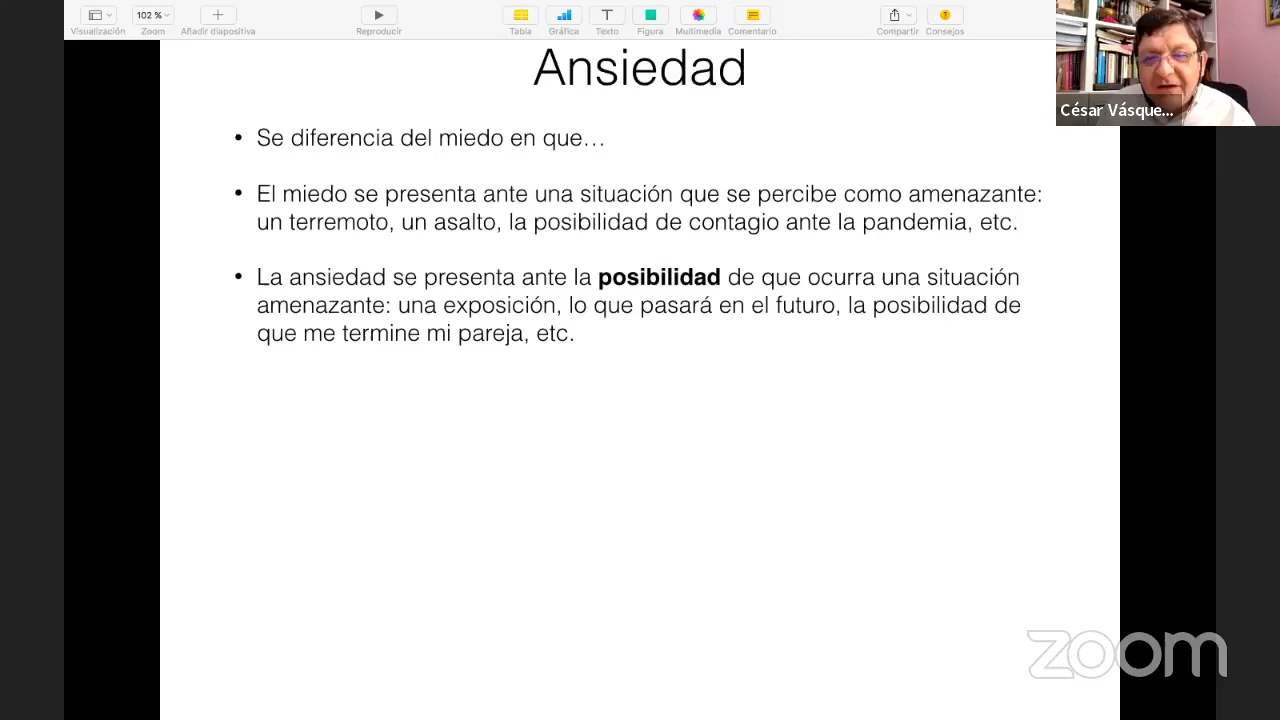 102 %
Visualización Zoom Añadir diapositiva Reproducir Tabla Gráfica Texto Figura Multimedia Comentario Compartir Consejos
César Vásque...
Ansiedad
• Se diferencia del miedo en que…
• El miedo se presenta ante una situación que se percibe como amenazante:
un terremoto, un asalto, la posibilidad de contagio ante la pandemia, etc.
• La ansiedad se presenta ante la posibilidad de que ocurra una situación
amenazante: una exposición, lo que pasará en el futuro, la posibilidad de
que me termine mi pareja, etc.
zoom